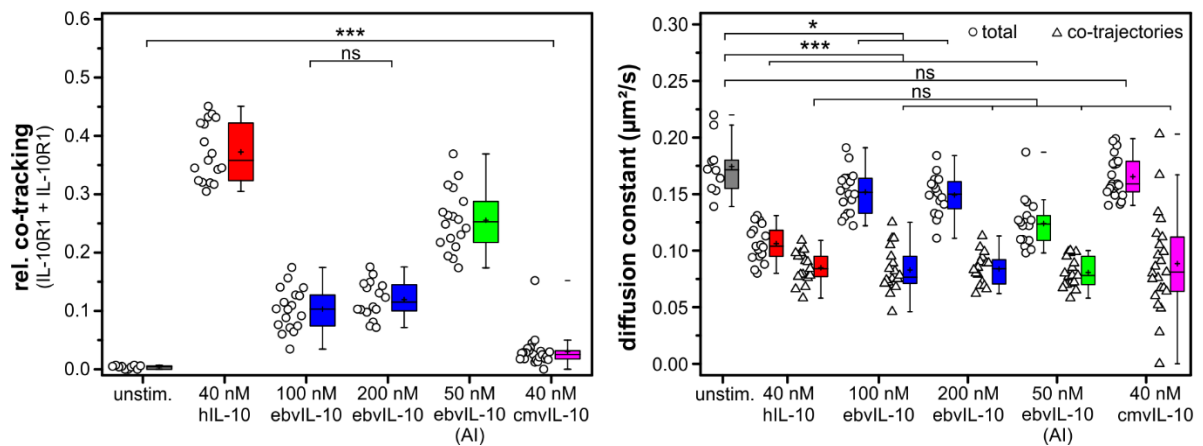 rel. co-tracking
(IL-10R1 + IL-10R1)
0.6
0.5
0.4
0.3
0.2
0.1
0.0
***
ns
unstim.
40 nM
hIL-10
100 nM
ebvIL-10
200 nM
ebvIL-10
50 nM
ebvIL-10
(AI)
40 nM
cmvIL-10
diffusion constant (µm²/s)
0.30
0.25
0.20
0.15
0.10
0.05
0.00
*
total
co-trajectories
***
ns
ns
unstim.
40 nM
hIL-10
100 nM
ebvIL-10
200 nM
ebvIL-10
50 nM
ebvIL-10
(AI)
40 nM
cmvIL-10